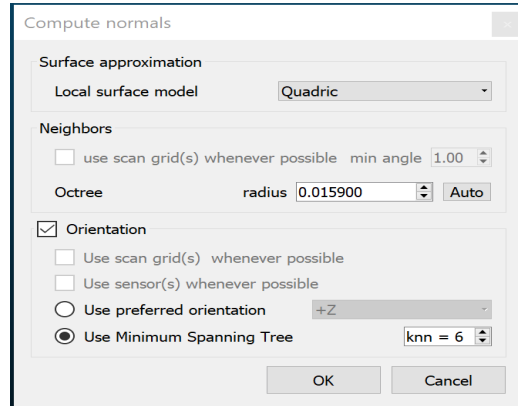 Compute normals
Surface approximation
Local surface model Quadric
Neighbors
use scan grid(s) whenever possible min angle 1.00
Octree radius 0.015900 Auto
Orientation
Use scan grid(s) whenever possible
Use sensor(s) whenever possible
Use preferred orientation +Z
Use Minimum Spanning Tree knn = 6
OK Cancel